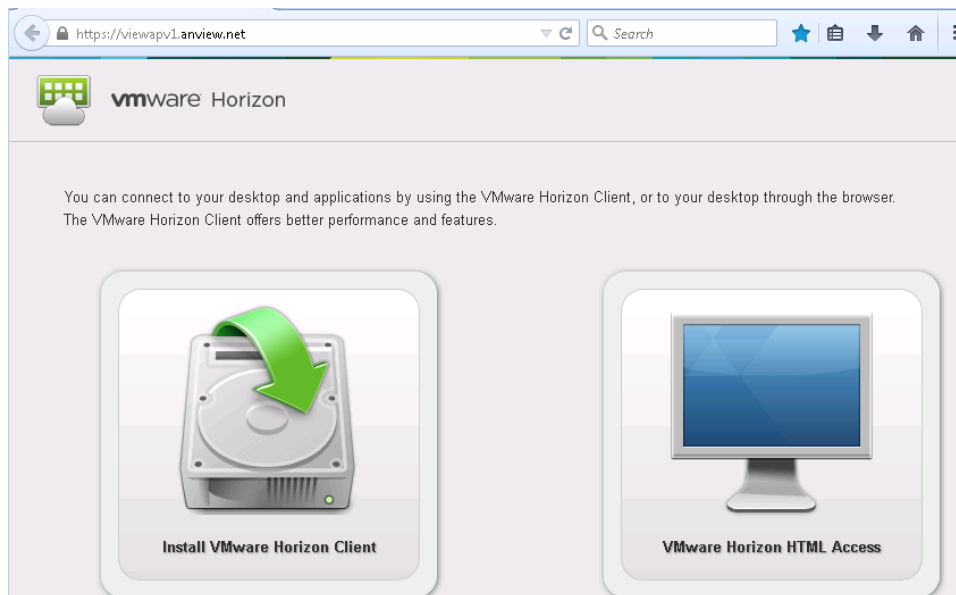 https://viewapv1.anview.net
Search
vmware Horizon
You can connect to your desktop and applications by using the VMware Horizon Client, or to your desktop through the browser.
The VMware Horizon Client offers better performance and features.
Install VMware Horizon Client
VMware Horizon HTML Access